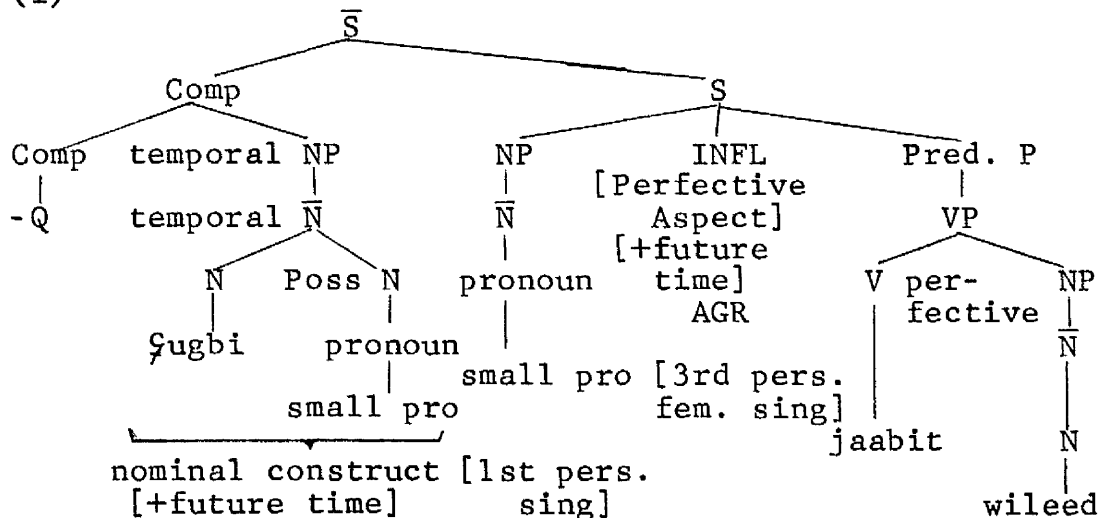 (1)
S̅
Comp S
Comp temporal NP NP INFL Pred. P
[Perfective
-Q temporal N̅ N̅ Aspect] VP
[+future
N Poss N pronoun time] V per- NP
AGR fective
ʕugbi pronoun N̅
small pro [3rd pers.
small pro fem. sing]
jaabit N
nominal construct [1st pers.
[+future time] sing] wileed